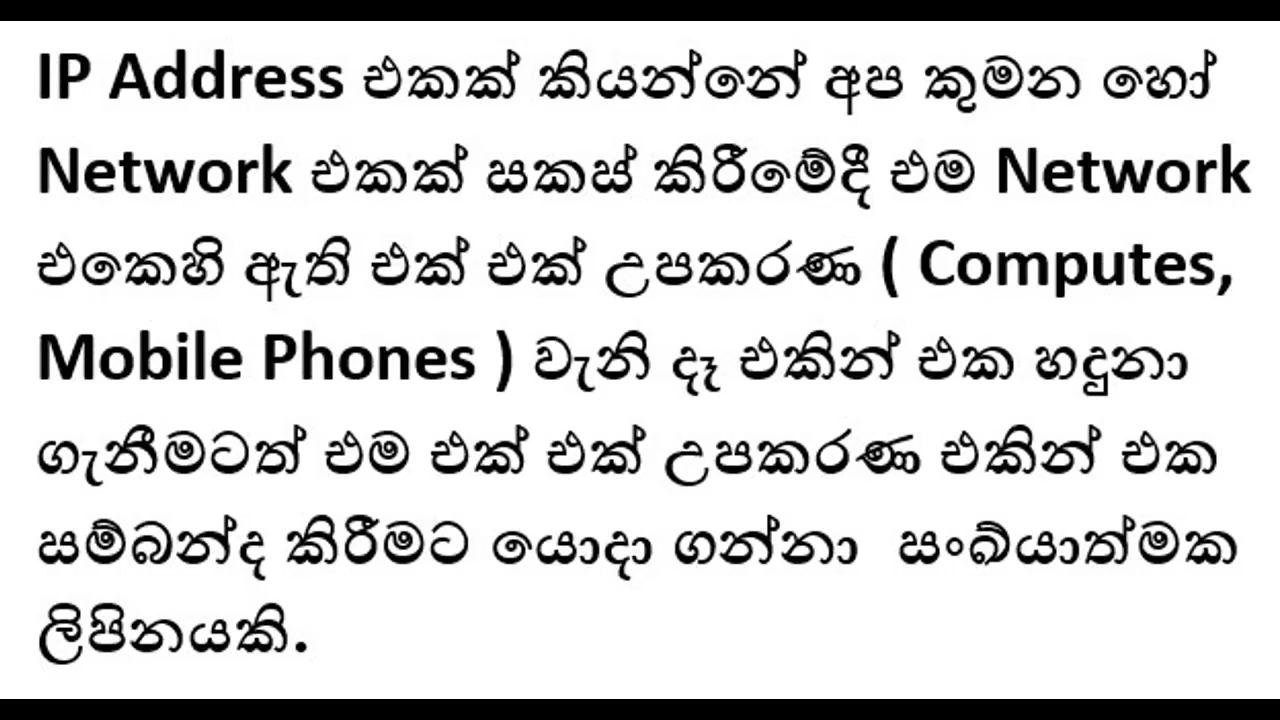 IP Address එකක් කියන්නේ අප කුමන හෝ
Network එකක් සකස් කිරීමේදී එම Network
එකෙහි ඇති එක් එක් උපකරණ ( Computes,
Mobile Phones ) වැනි දෑ එකින් එක හදුනා
ගැනීමටත් එම එක් එක් උපකරණ එකින් එක
සම්බන්ද කිරීමට යොදා ගන්නා  සංඛ්යාත්මක
ලිපිනයකි.